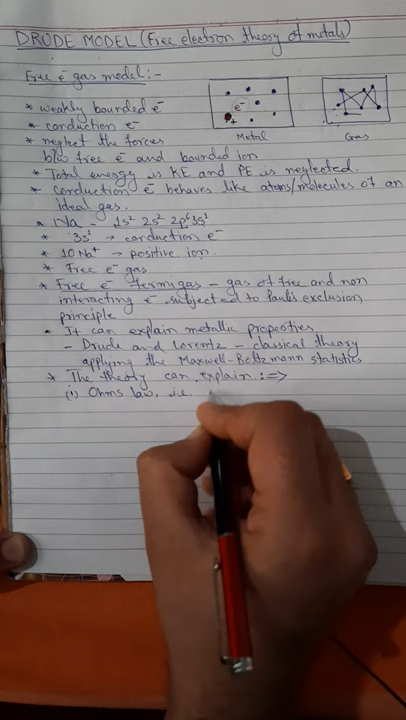 DRUDE MODEL (Free electron theory of metals)
Free e⁻ gas model :-
* weakly bounded e⁻
* conduction e⁻
* neglect the forces
b/w free e⁻ and bounded ion
e⁻
Metal
Gas
* Total energy is KE and PE is neglected.
* Conduction e⁻ behaves like atoms/molecules of an
Ideal gas.
* Na - 1s² 2s² 2p⁶ 3s¹
* 3s¹ → conduction e⁻
* 10 Na⁺ → positive ion.
* Free e⁻ gas
* Free e⁻ fermigas - gas of free and non
interacting e⁻ subjected to Pauli's exclusion
principle
* It can explain metallic properties
- Drude and Lorentz - classical theory
applying the Maxwell-Boltzmann statistics
* The theory can explain :=>
(1) Ohms law, i.e.